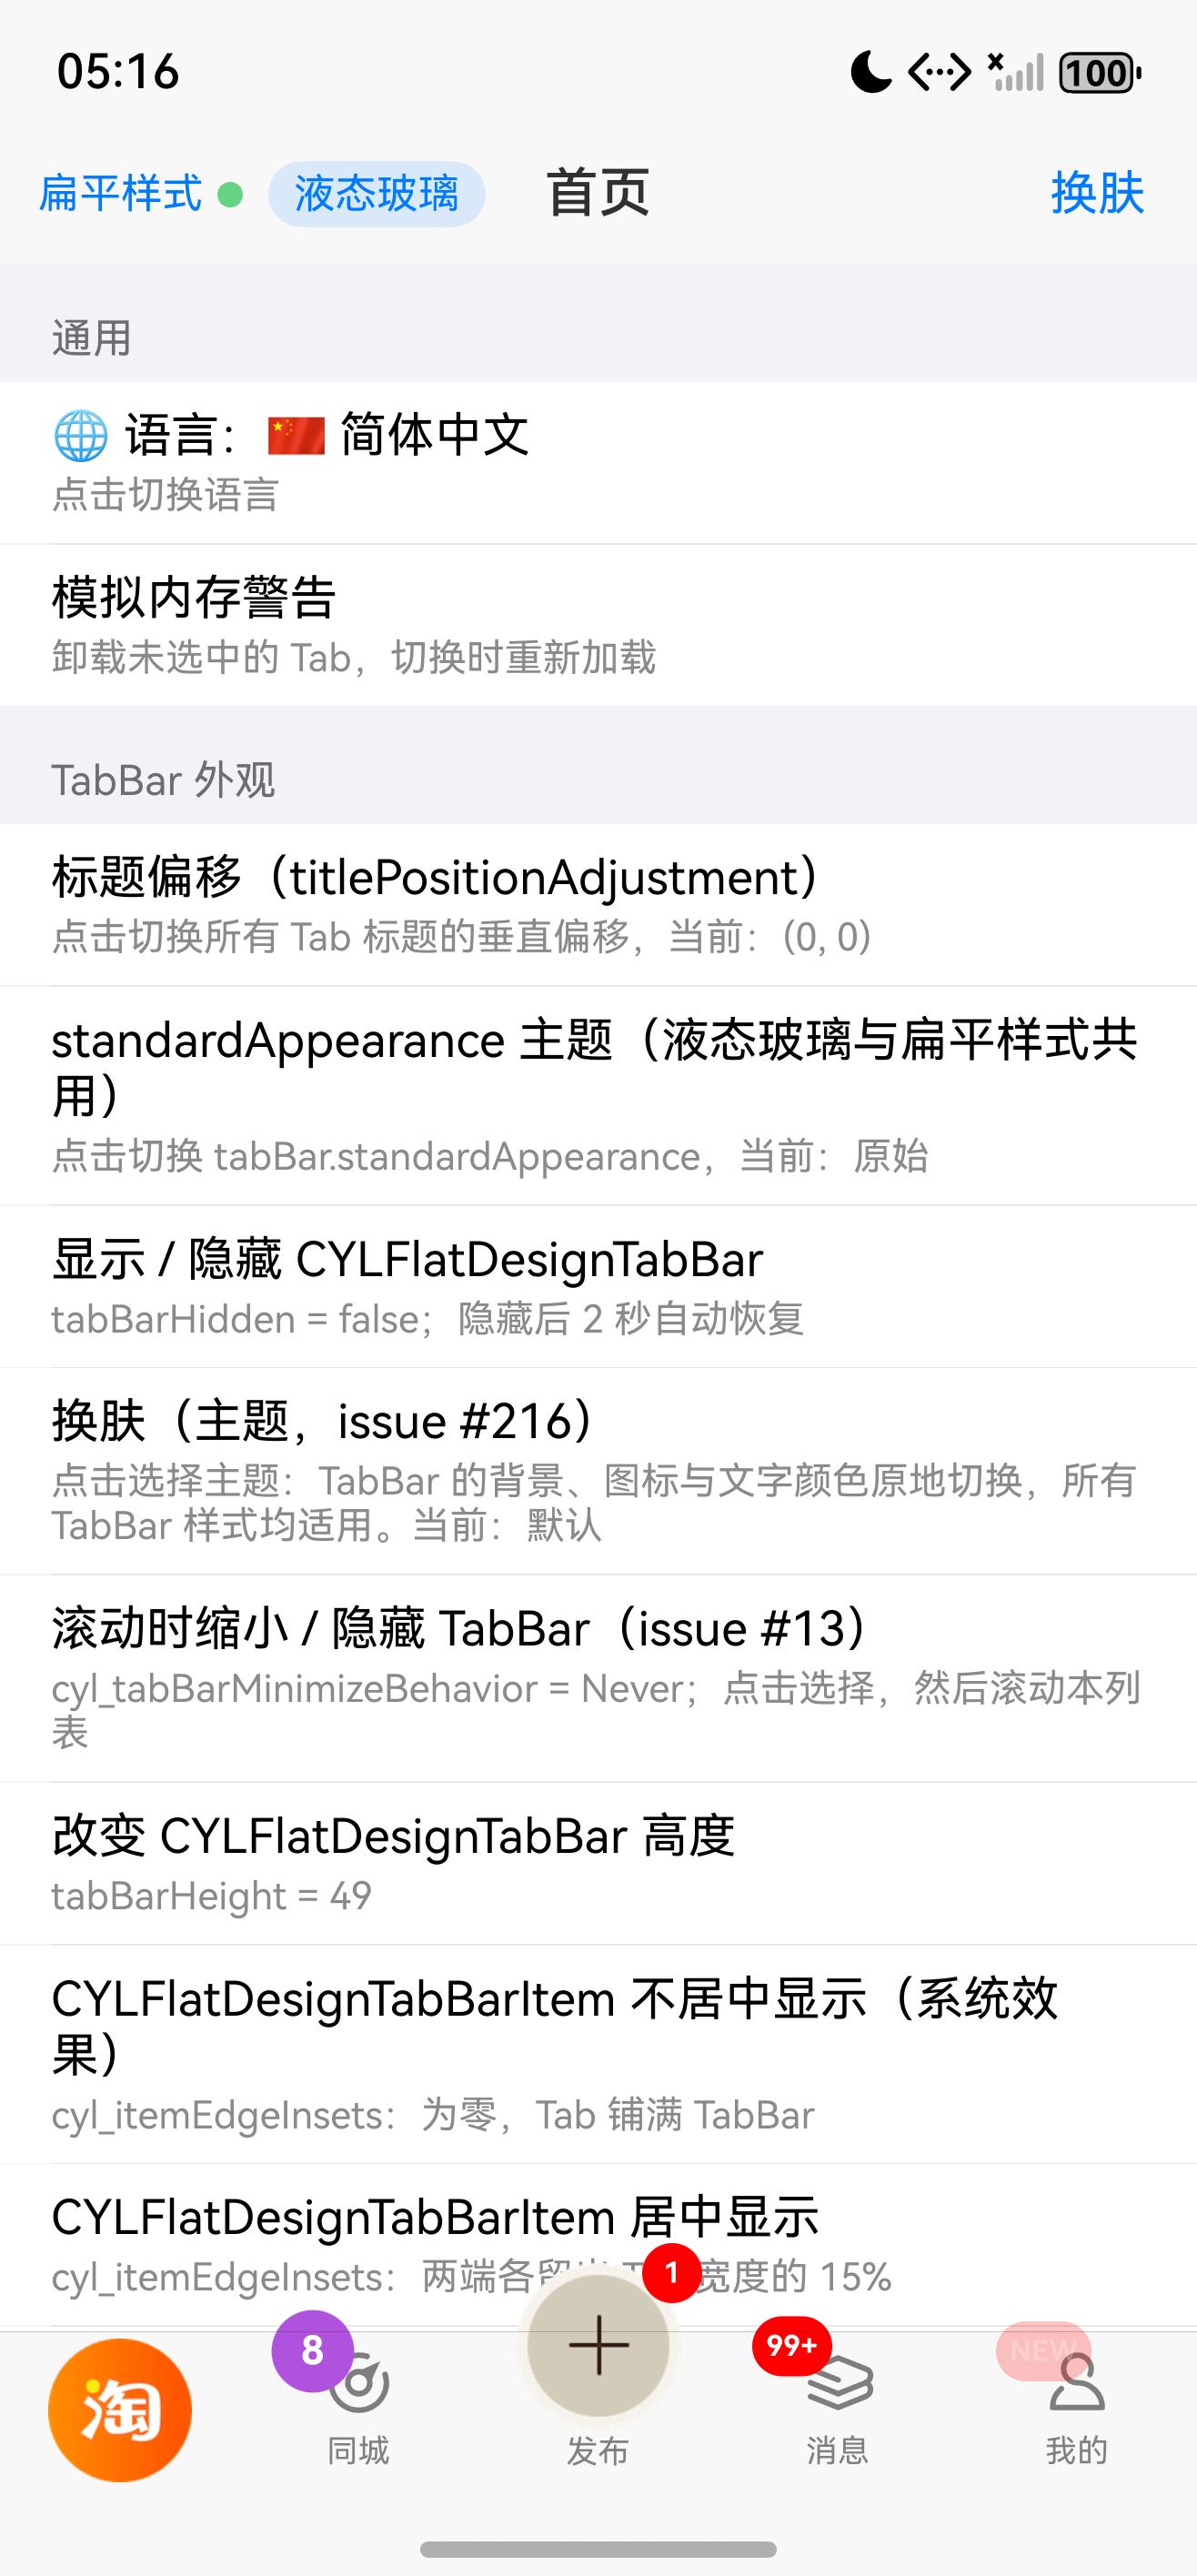 05:16
100
扁平样式
液态玻璃
首页
换肤
通用
语言：简体中文
点击切换语言
模拟内存警告
卸载未选中的 Tab，切换时重新加载
TabBar 外观
标题偏移（titlePositionAdjustment）
点击切换所有 Tab 标题的垂直偏移，当前：(0, 0)
standardAppearance 主题（液态玻璃与扁平样式共
用）
点击切换 tabBar.standardAppearance，当前：原始
显示 / 隐藏 CYLFlatDesignTabBar
tabBarHidden = false；隐藏后 2 秒自动恢复
换肤（主题，issue #216）
点击选择主题：TabBar 的背景、图标与文字颜色原地切换，所有
TabBar 样式均适用。当前：默认
滚动时缩小 / 隐藏 TabBar（issue #13）
cyl_tabBarMinimizeBehavior = Never；点击选择，然后滚动本列
表
改变 CYLFlatDesignTabBar 高度
tabBarHeight = 49
CYLFlatDesignTabBarItem 不居中显示（系统效
果）
cyl_itemEdgeInsets：为零，Tab 铺满 TabBar
CYLFlatDesignTabBarItem 居中显示
cyl_itemEdgeInsets：两端各 宽度的 15%
1
8
99+
NEW
淘
同城
发布
消息
我的